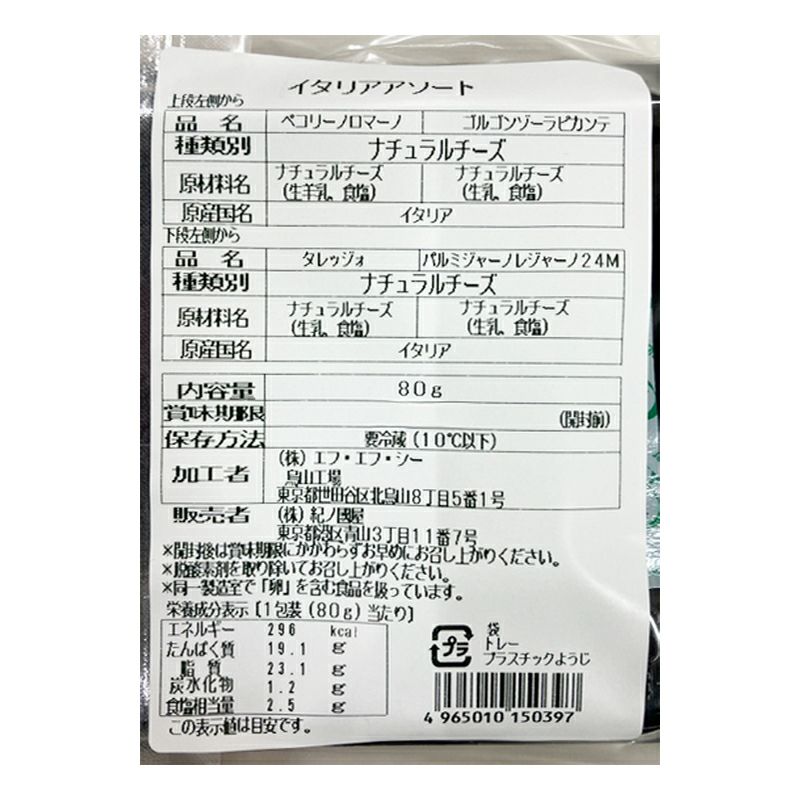 イタリアアソート
上段左側から
品名 ペコリーノロマーノ ゴルゴンゾーラピカンテ
種類別 ナチュラルチーズ
原材料名 ナチュラルチーズ ナチュラルチーズ
(生羊乳、食塩) (生乳、食塩)
原産国名 イタリア
下段左側から
品名 タレッジォ パルミジャーノレジャーノ24M
種類別 ナチュラルチーズ
原材料名 ナチュラルチーズ ナチュラルチーズ
(生乳、食塩) (生乳、食塩)
原産国名 イタリア
内容量 80g
賞味期限 (開封前)
保存方法 要冷蔵(10℃以下)
加工者 (株)エフ・エフ・シー
烏山工場
東京都世田谷区北烏山8丁目5番1号
販売者 (株)紀ノ國屋
東京都港区青山3丁目11番7号
※開封後は賞味期限にかかわらずお早めにお召し上がりください。
※脱酸素剤を取り除いてお召し上がりください。
※同一製造室で「卵」を含む食品を扱っています。
栄養成分表示[1包装(80g)当たり]
エネルギー 296 kcal
たんぱく質 19.1 g
脂質 23.1 g
炭水化物 1.2 g
食塩相当量 2.5 g
この表示値は目安です。
プラ
袋
トレー
プラスチックようじ
4 965010 150397